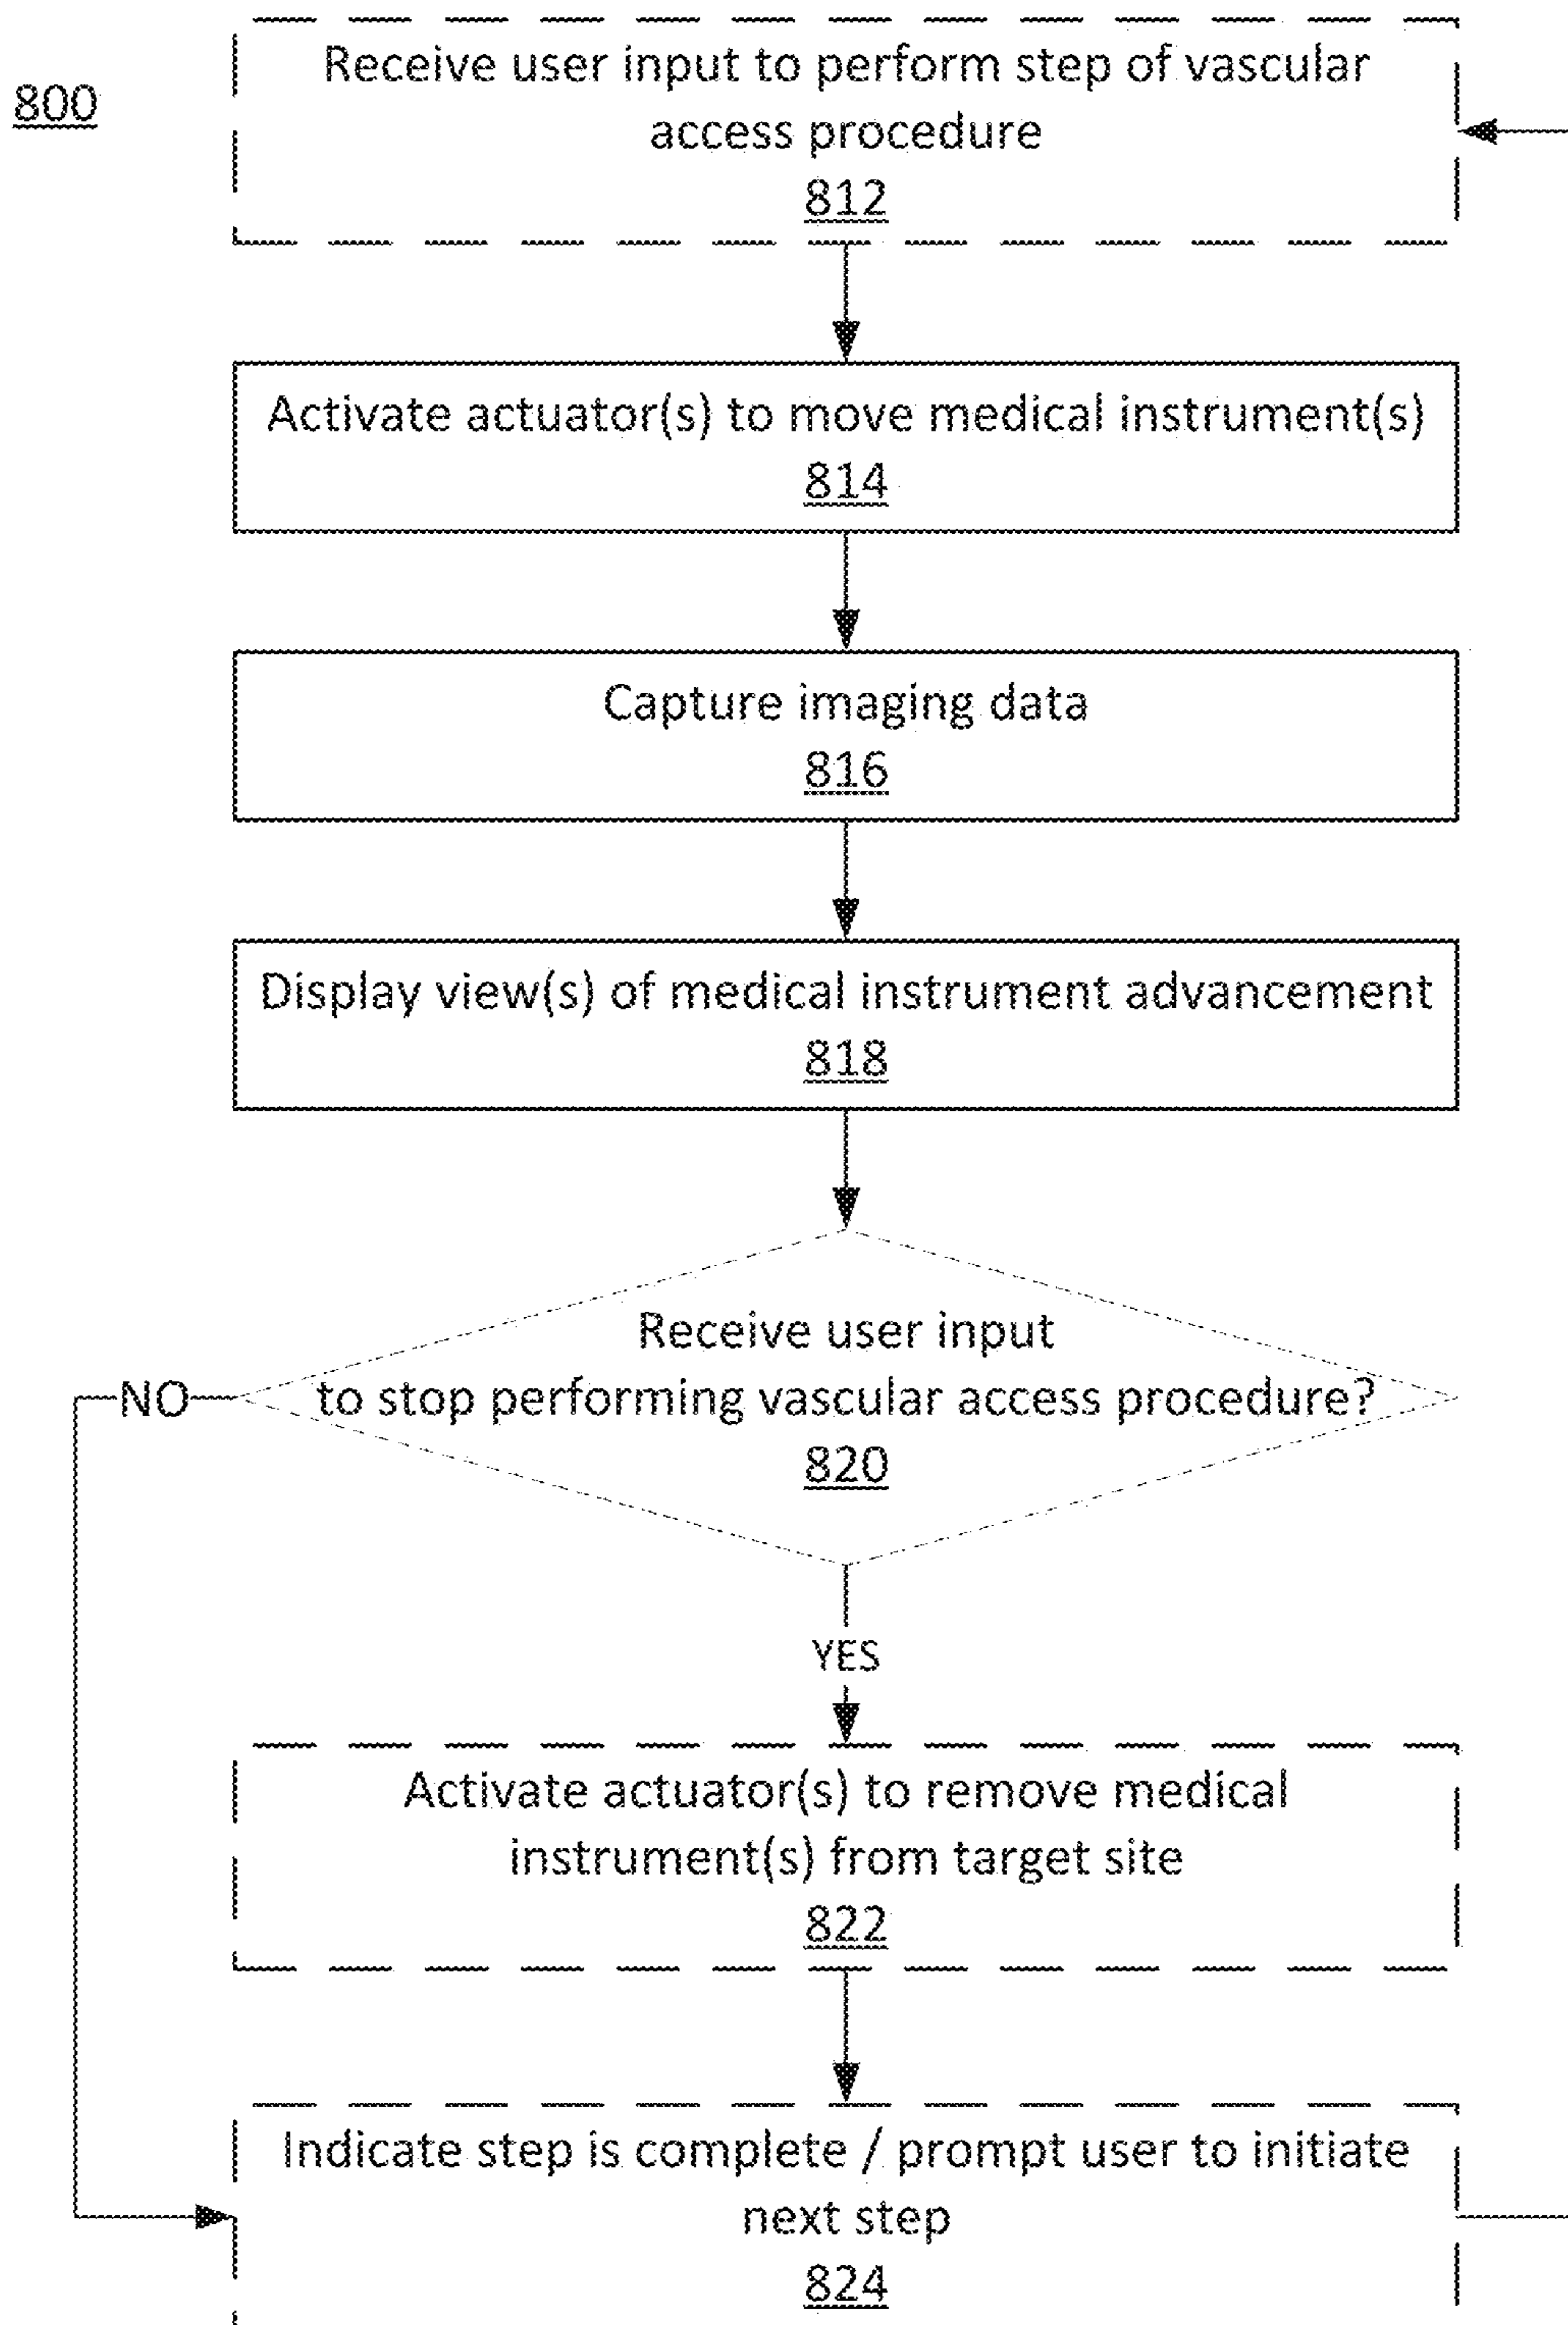 800
Receive user input to perform step of vascular
access procedure
812
Activate actuator(s) to move medical instrument(s)
814
Capture imaging data
816
Display view(s) of medical instrument advancement
818
Receive user input
to stop performing vascular access procedure?
820
NO
YES
Activate actuator(s) to remove medical
instrument(s) from target site
822
Indicate step is complete / prompt user to initiate
next step
824